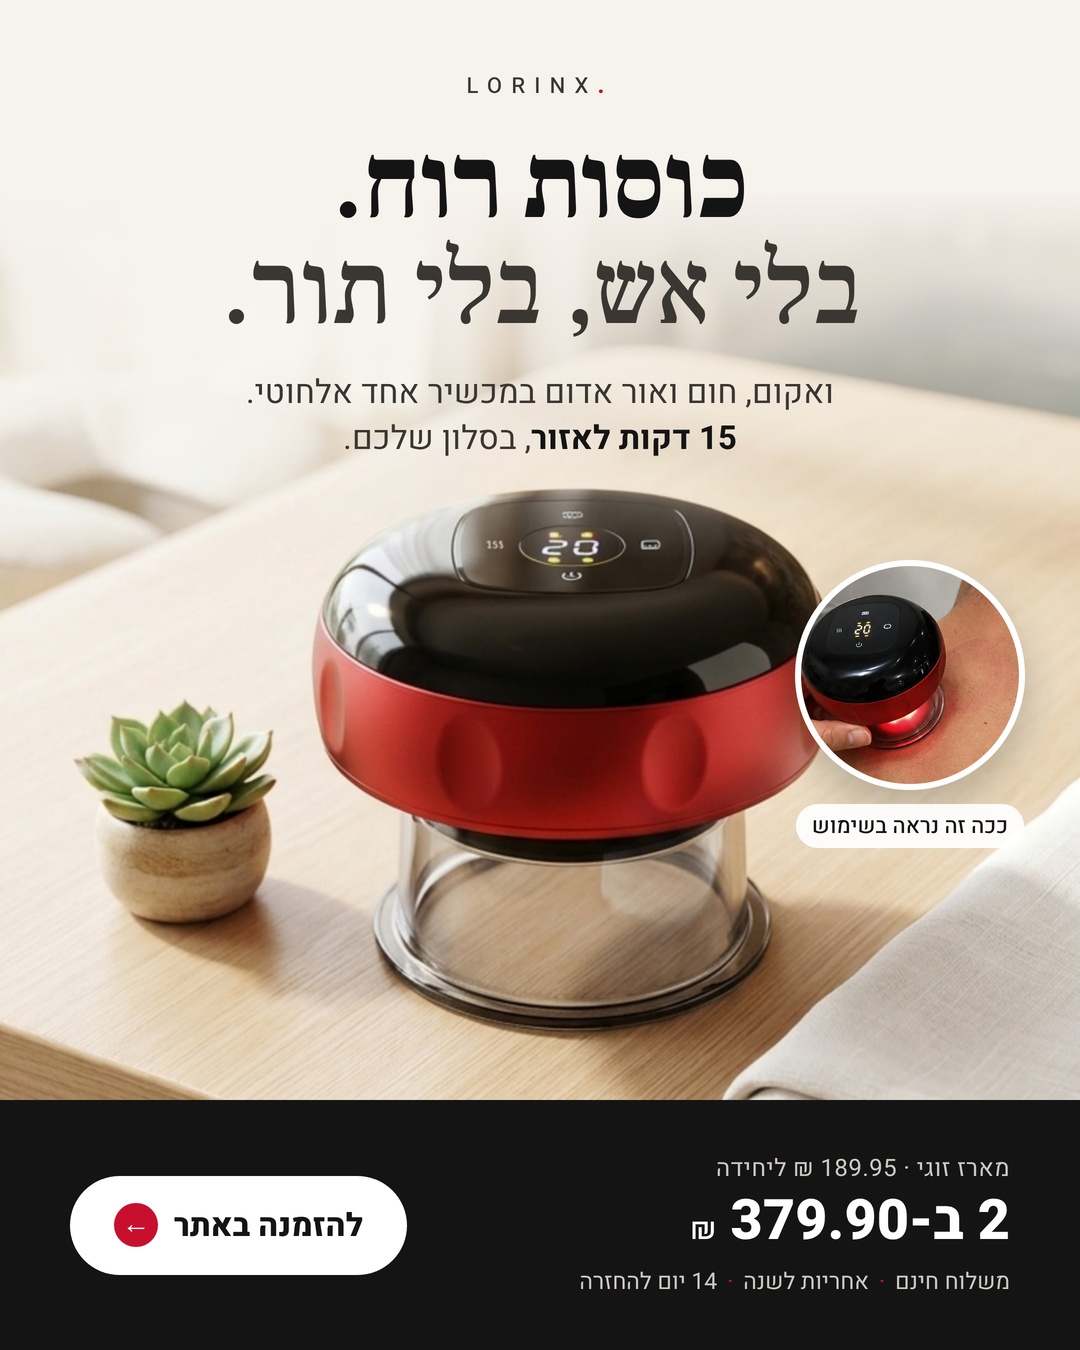 LORINX.
כוסות רוח.
בלי אש, בלי תור.
ואקום, חום ואור אדום במכשיר אחד אלחוטי.
15 דקות לאזור, בסלון שלכם.
20
20
ככה זה נראה בשימוש
מארז זוגי · 189.95 ₪ ליחידה
2 ב-379.90 ₪
משלוח חינם · אחריות לשנה · 14 יום להחזרה
להזמנה באתר ←